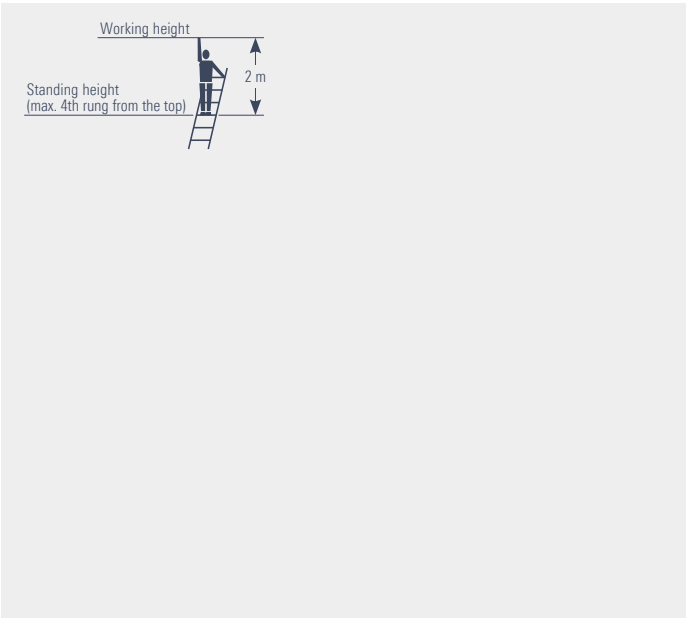 Working height
2 m
Standing height
(max. 4th rung from the top)